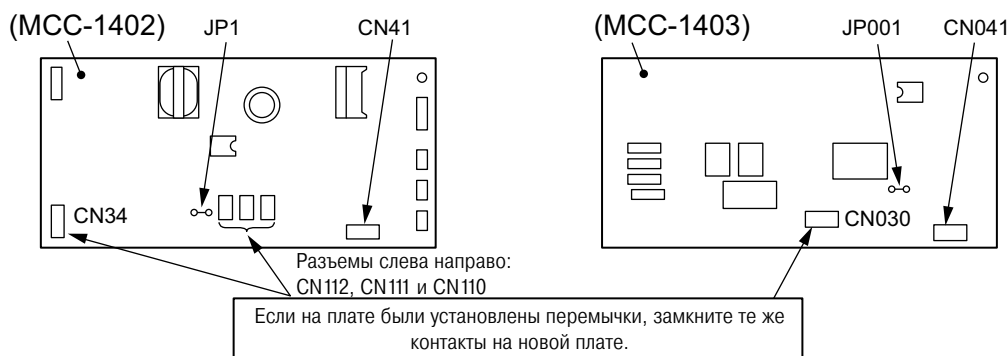 (MCC-1402) JP1 CN41
(MCC-1403) JP001 CN041
CN34
CN030
Разъемы слева направо:
CN112, CN111 и CN110
Если на плате были установлены перемычки, замкните те же
контакты на новой плате.